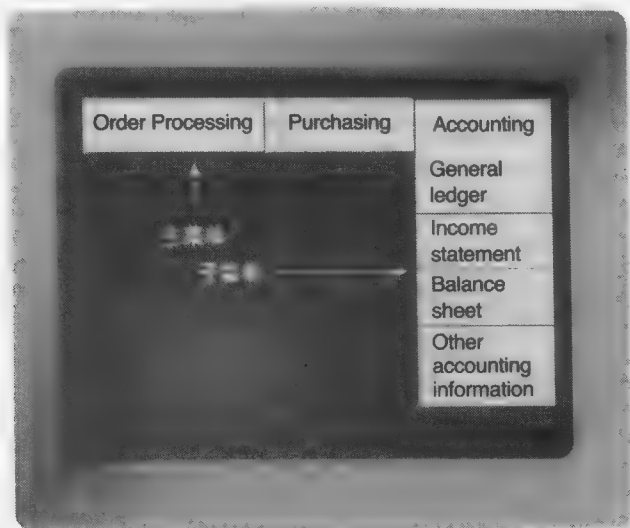 Order Processing
Purchasing
Accounting
General
ledger
Income
statement
Balance
sheet
Other
accounting
information